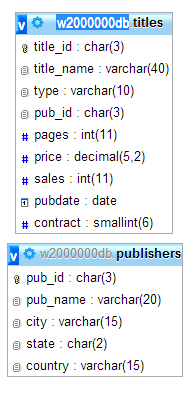 v w2000000db titles
title_id : char(3)
title_name : varchar(40)
type : varchar(10)
pub_id : char(3)
# pages : int(11)
# price : decimal(5,2)
# sales : int(11)
pubdate : date
# contract : smallint(6)
v w2000000db publishers
pub_id : char(3)
pub_name : varchar(20)
city : varchar(15)
state : char(2)
country : varchar(15)